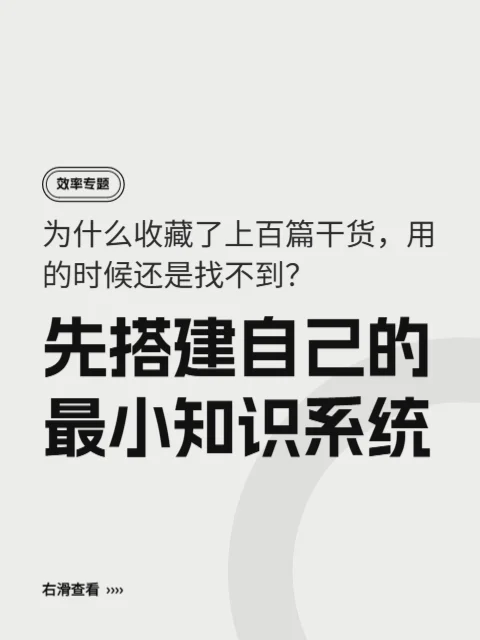 效率专题
为什么收藏了上百篇干货，用
的时候还是找不到？
先搭建自己的
最小知识系统
右滑查看 ››››